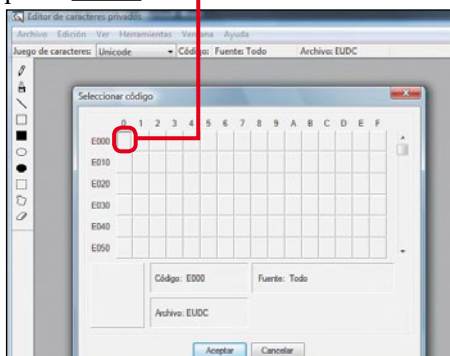 Editor de caracteres privados
Archivo Edición Ver Herramientas Ventana Ayuda
Juego de caracteres: Unicode Código: Fuente: Todo Archivo: EUDC
Seleccionar código
0 1 2 3 4 5 6 7 8 9 A B C D E F
E000
E010
E020
E030
E040
E050
Código: E000 Fuente: Todo
Archivo: EUDC
Aceptar Cancelar